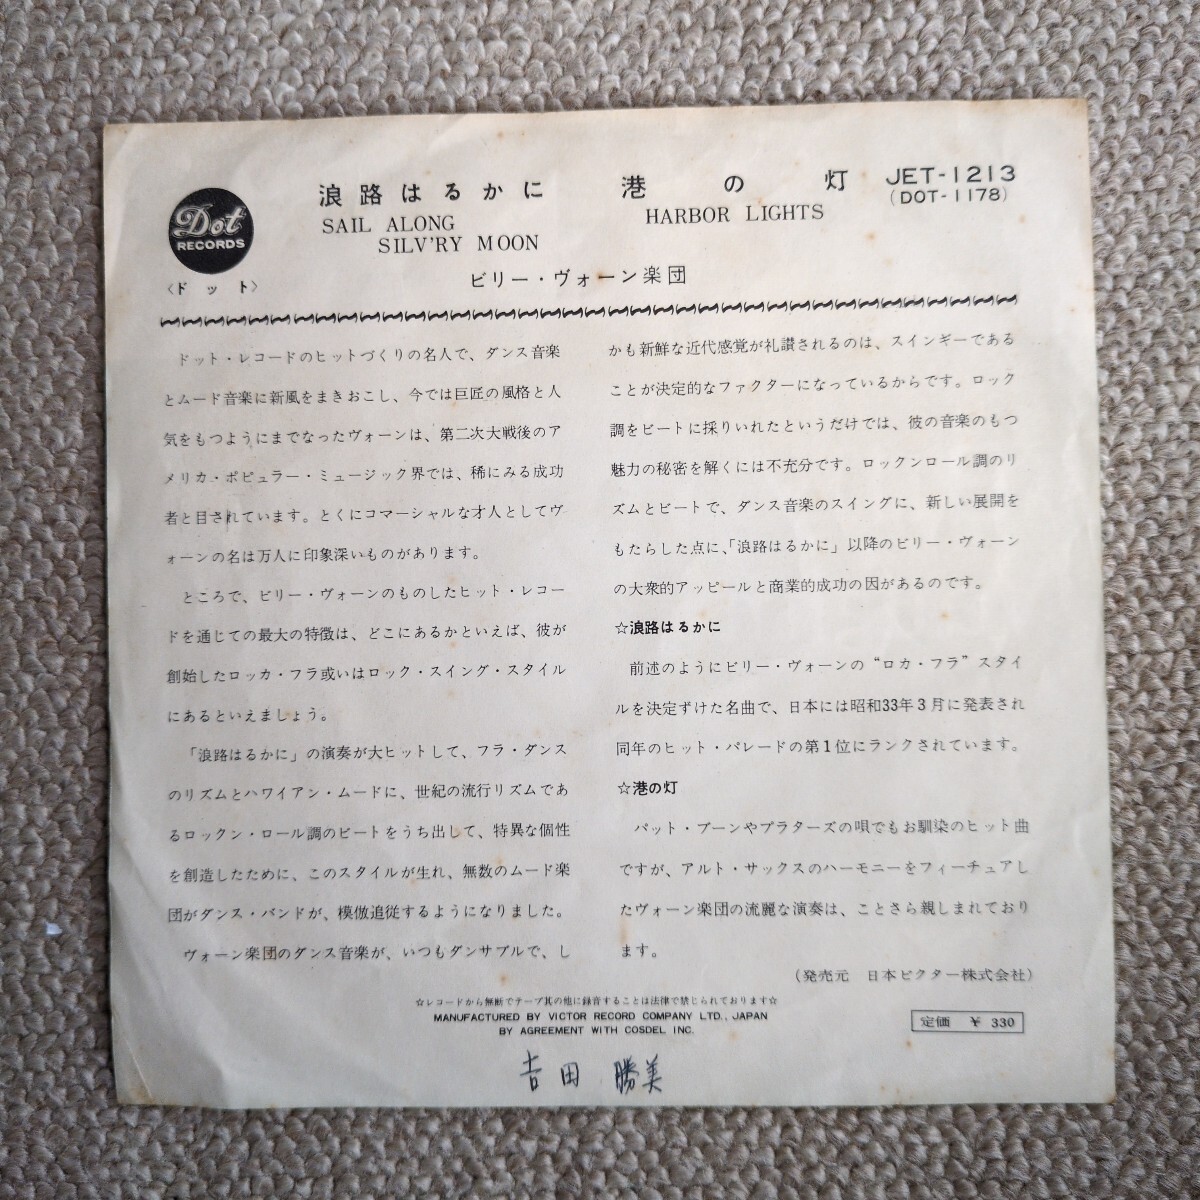 Dot
RECORDS
〈ドット〉
浪路はるかに
SAIL ALONG
SILV'RY MOON
港の灯
HARBOR LIGHTS
JET-1213
(DOT-1178)
ビリー・ヴォーン楽団
ドット・レコードのヒットづくりの名人で、ダンス音楽
とムード音楽に新風をまきおこし、今では巨匠の風格と人
気をもつようにまでなったヴォーンは、第二次大戦後のア
メリカ・ポピュラー・ミュージック界では、稀にみる成功
者と目されています。とくにコマーシャルな才人としてヴ
ォーンの名は万人に印象深いものがあります。
ところで、ビリー・ヴォーンのものしたヒット・レコー
ドを通じての最大の特徴は、どこにあるかといえば、彼が
創始したロッカ・フラ或いはロック・スイング・スタイル
にあるといえましょう。
「浪路はるかに」の演奏が大ヒットして、フラ・ダンス
のリズムとハワイアン・ムードに、世紀の流行リズムであ
るロックン・ロール調のビートをうち出して、特異な個性
を創造したために、このスタイルが生れ、無数のムード楽
団がダンス・バンドが、模倣追従するようになりました。
ヴォーン楽団のダンス音楽が、いつもダンサブルで、し
かも新鮮な近代感覚が礼讃されるのは、スインギーである
ことが決定的なファクターになっているからです。ロック
調をビートに採りいれたというだけでは、彼の音楽のもつ
魅力の秘密を解くには不充分です。ロックンロール調のリ
ズムとビートで、ダンス音楽のスイングに、新しい展開を
もたらした点に、「浪路はるかに」以降のビリー・ヴォーン
の大衆的アッピールと商業的成功の因があるのです。
☆浪路はるかに
前述のようにビリー・ヴォーンの“ロカ・フラ”スタイ
ルを決定ずけた名曲で、日本には昭和33年3月に発表され
同年のヒット・パレードの第1位にランクされています。
☆港の灯
パット・ブーンやプラターズの唄でもお馴染のヒット曲
ですが、アルト・サックスのハーモニーをフィーチュアし
たヴォーン楽団の流麗な演奏は、ことさら親しまれており
ます。
(発売元 日本ビクター株式会社)
☆レコードから無断でテープ其の他に録音することは法律で禁じられております☆
MANUFACTURED BY VICTOR RECORD COMPANY LTD., JAPAN
BY AGREEMENT WITH COSDEL INC.
定価 ¥ 330
吉田 勝美